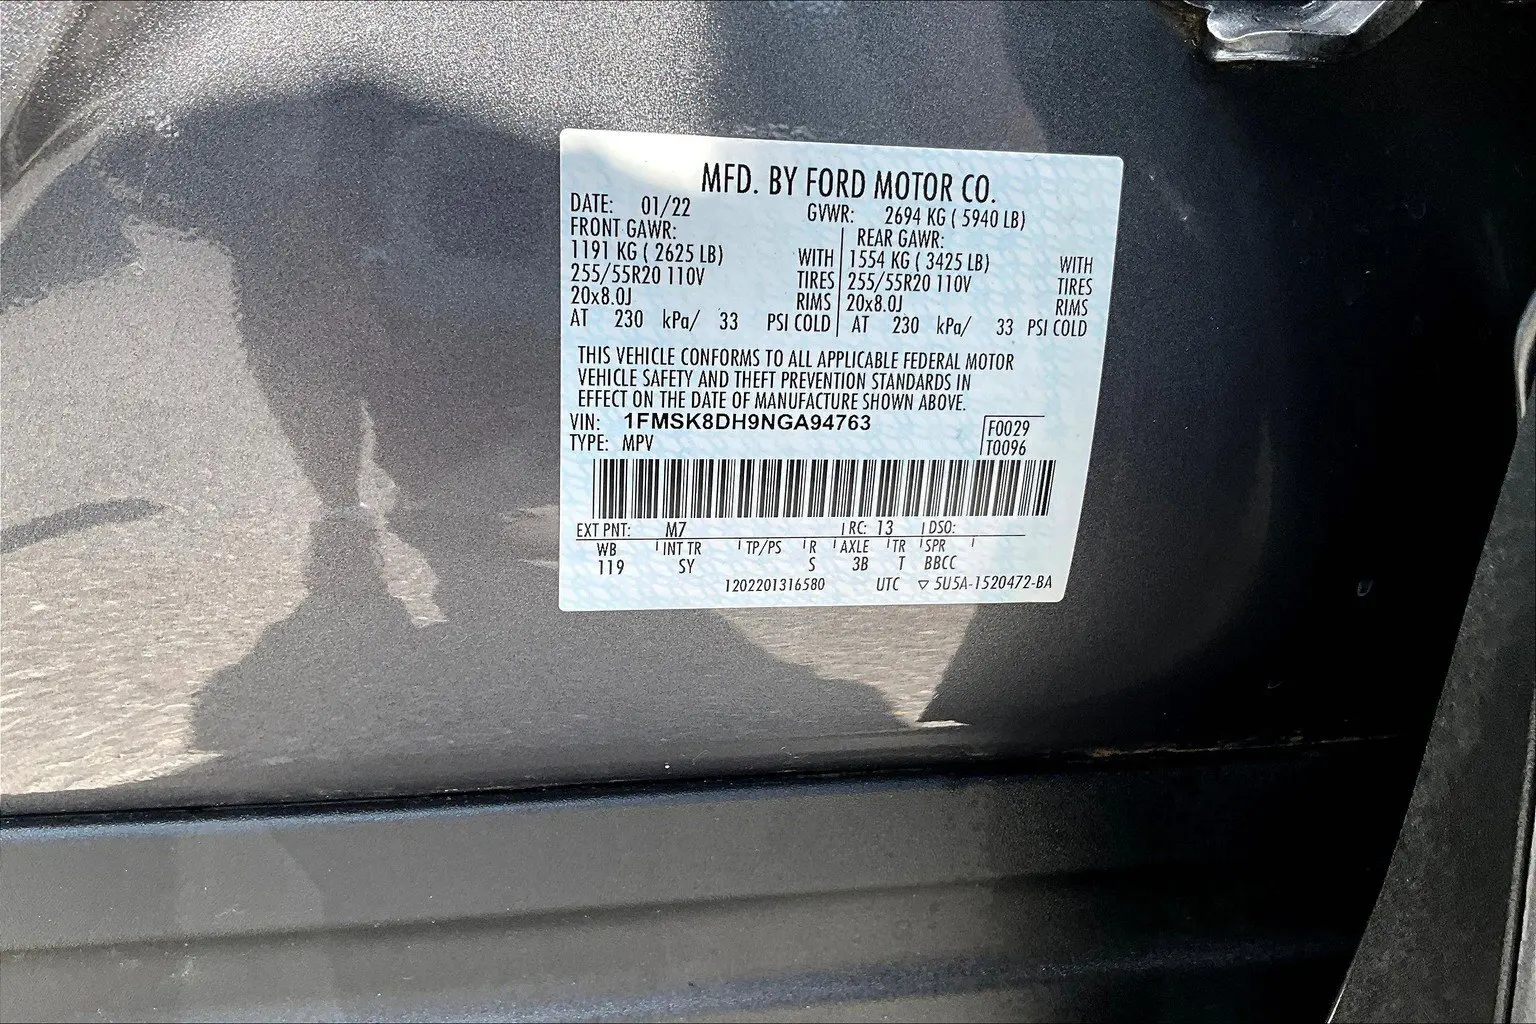 MFD. BY FORD MOTOR CO.
DATE: 01/22 GVWR: 2694 KG ( 5940 LB)
FRONT GAWR: REAR GAWR:
1191 KG ( 2625 LB) WITH 1554 KG ( 3425 LB) WITH
255/55R20 110V TIRES 255/55R20 110V TIRES
20x8.0J RIMS 20x8.0J RIMS
AT 230 kPa/ 33 PSI COLD AT 230 kPa/ 33 PSI COLD
THIS VEHICLE CONFORMS TO ALL APPLICABLE FEDERAL MOTOR
VEHICLE SAFETY AND THEFT PREVENTION STANDARDS IN
EFFECT ON THE DATE OF MANUFACTURE SHOWN ABOVE.
VIN: 1FMSK8DH9NGA94763 F0029
TYPE: MPV T0096
EXT PNT: M7 RC: 13 DSO:
WB INT TR TP/PS R AXLE TR SPR
119 SY S 3B T BBCC
1202201316580 UTC ▽ 5U5A-1520472-BA